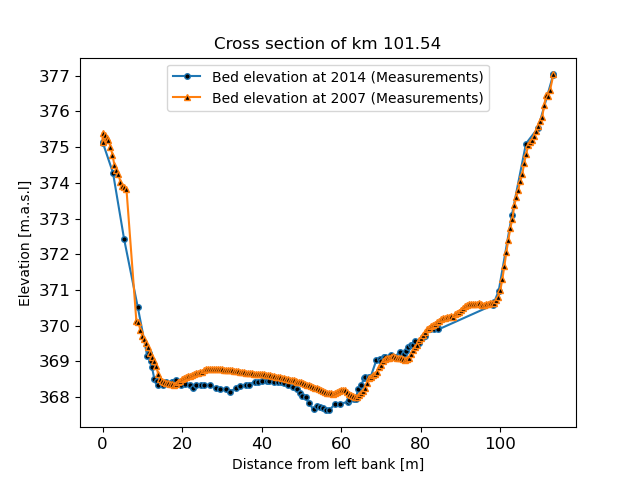 Cross section of km 101.54
Bed elevation at 2014 (Measurements)
Bed elevation at 2007 (Measurements)
Elevation [m.a.s.l]
377
376
375
374
373
372
371
370
369
368
0 20 40 60 80 100
Distance from left bank [m]